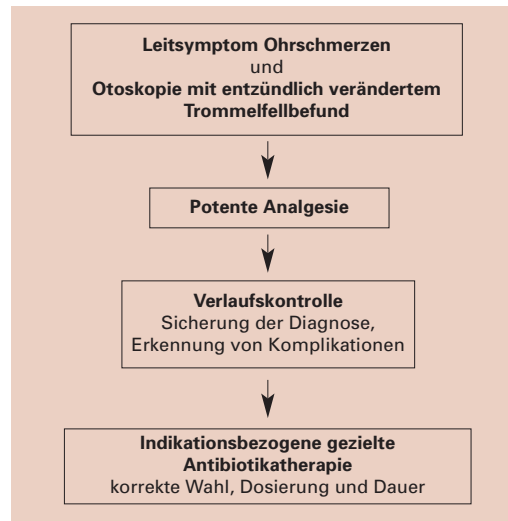 Leitsymptom Ohrschmerzen
und
Otoskopie mit entzündlich verändertem
Trommelfellbefund
Potente Analgesie
Verlaufskontrolle
Sicherung der Diagnose,
Erkennung von Komplikationen
Indikationsbezogene gezielte
Antibiotikatherapie
korrekte Wahl, Dosierung und Dauer